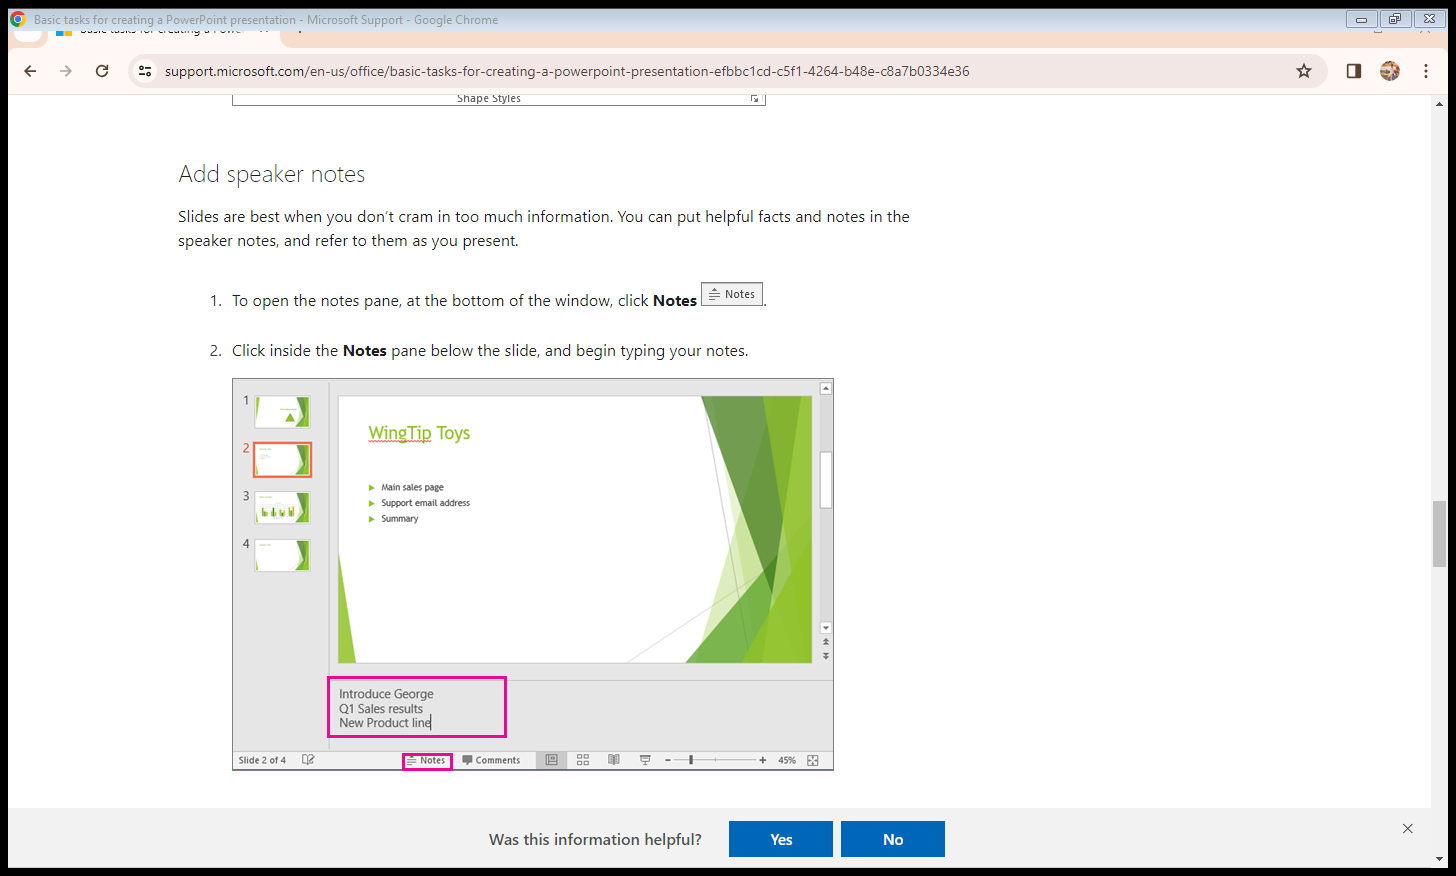 Basic tasks for creating a PowerPoint presentation - Microsoft Support - Google Chrome
support.microsoft.com/en-us/office/basic-tasks-for-creating-a-powerpoint-presentation-efbbc1cd-c5f1-4264-b48e-c8a7b0334e36
Shape Styles
Add speaker notes
Slides are best when you don't cram in too much information. You can put helpful facts and notes in the
speaker notes, and refer to them as you present.
1. To open the notes pane, at the bottom of the window, click Notes Notes.
2. Click inside the Notes pane below the slide, and begin typing your notes.
1
2
3
4
WingTip Toys
Main sales page
Support email address
Summary
Introduce George
Q1 Sales results
New Product line
Slide 2 of 4 Notes Comments 45%
Was this information helpful? Yes No